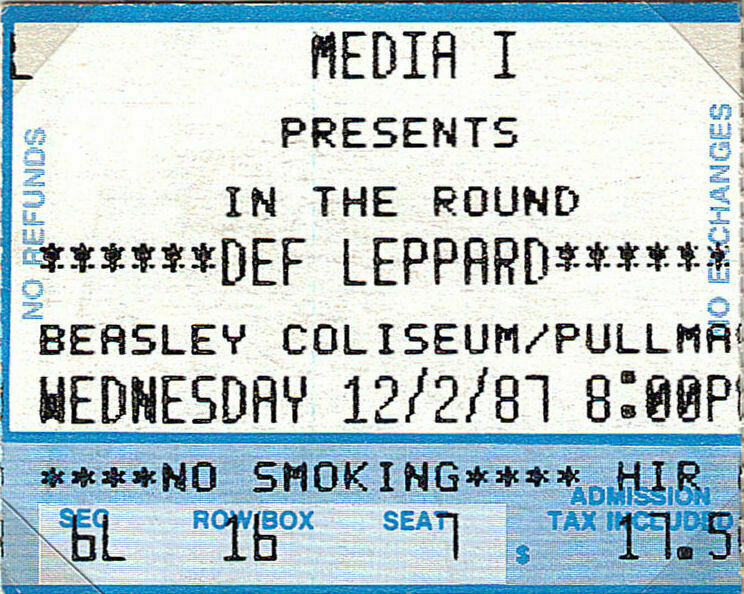 L
MEDIA I
PRESENTS
IN THE ROUND
******DEF LEPPARD******
BEASLEY COLISEUM/PULLMA
WEDNESDAY 12/2/87 8:00P
****NO SMOKING**** HIR
ADMISSION
SEC ROW/BOX SEAT TAX INCLUDED
6L 16 7 $ 17.5
NO REFUNDS
NO EXCHANGES